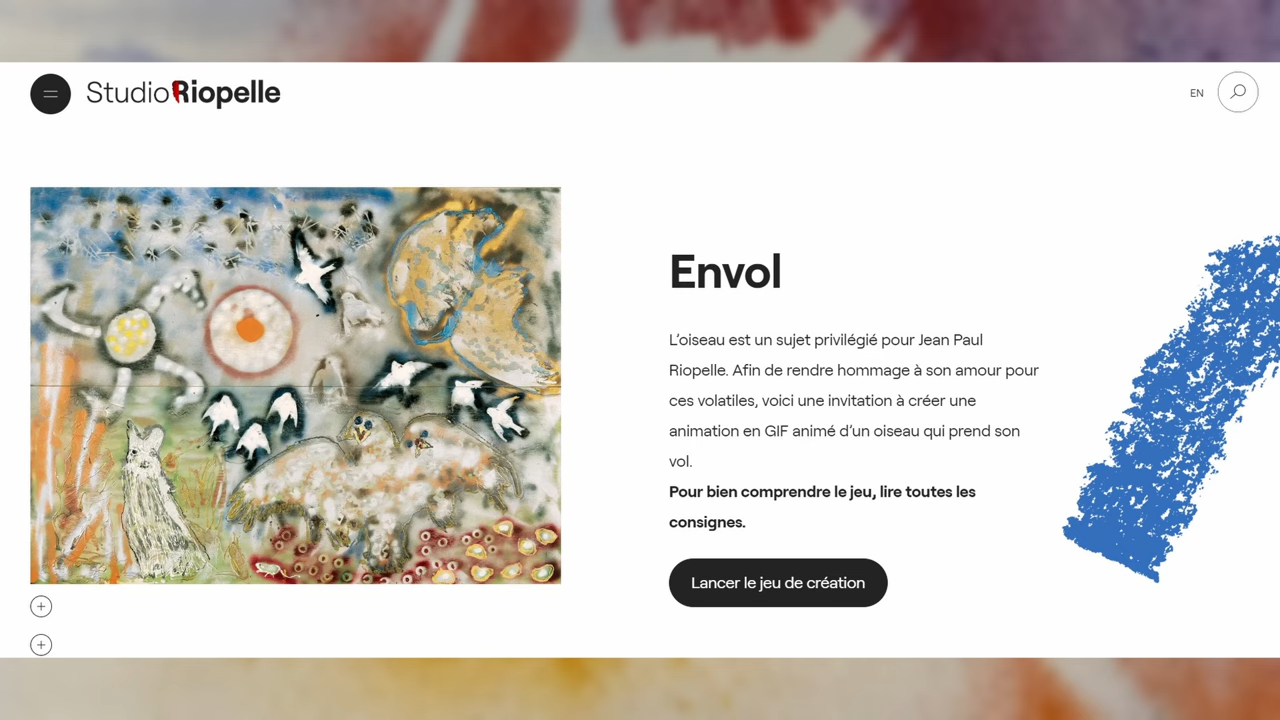 Studio Riopelle
EN
Envol
L’oiseau est un sujet privilégié pour Jean Paul
Riopelle. Afin de rendre hommage à son amour pour
ces volatiles, voici une invitation à créer une
animation en GIF animé d’un oiseau qui prend son
vol.
Pour bien comprendre le jeu, lire toutes les
consignes.
Lancer le jeu de création